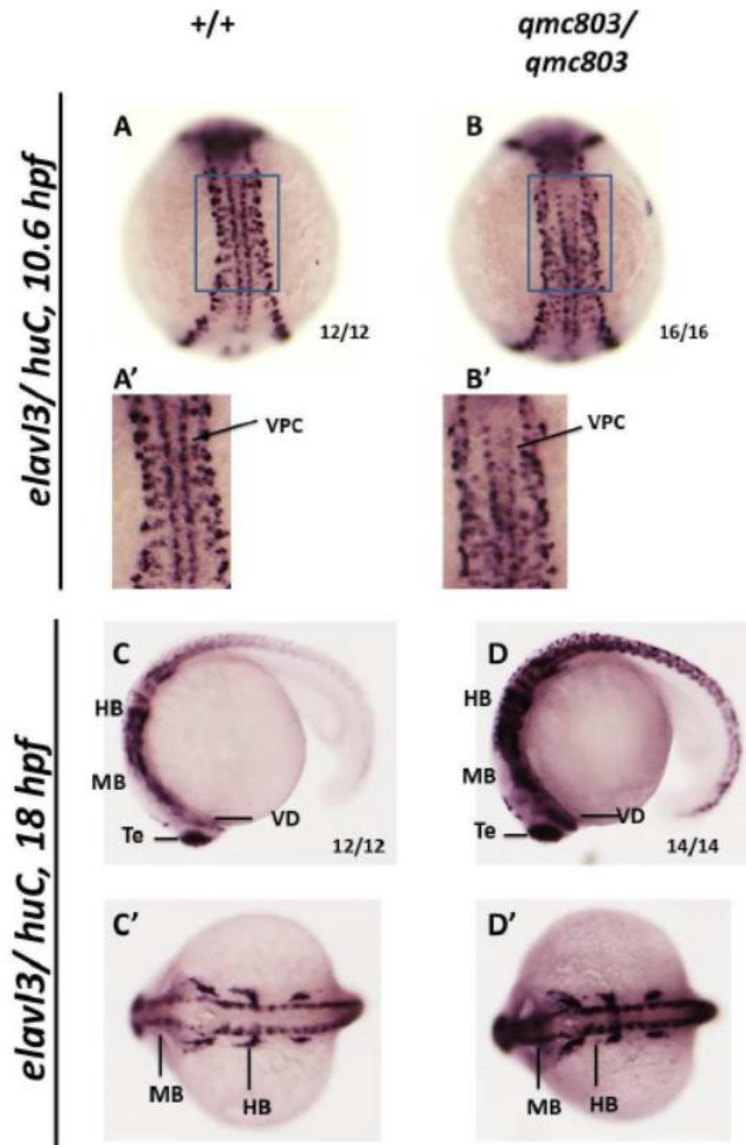 +/+
qmc803/
qmc803
elavl3/ huC, 10.6 hpf
A
B
12/12
16/16
A'
B'
VPC
VPC
elavl3/ huC, 18 hpf
C
D
HB
HB
MB
MB
Te
VD
Te
VD
12/12
14/14
C'
D'
MB
HB
MB
HB